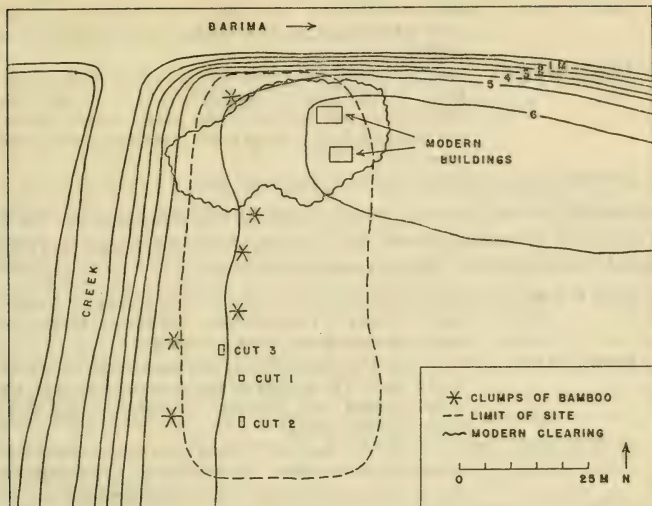 BARIMA
1 M
2
3
4
5
6
MODERN
BUILDINGS
CREEK
CUT 3
CUT 1
CUT 2
CLUMPS OF BAMBOO
LIMIT OF SITE
MODERN CLEARING
0 25 M N